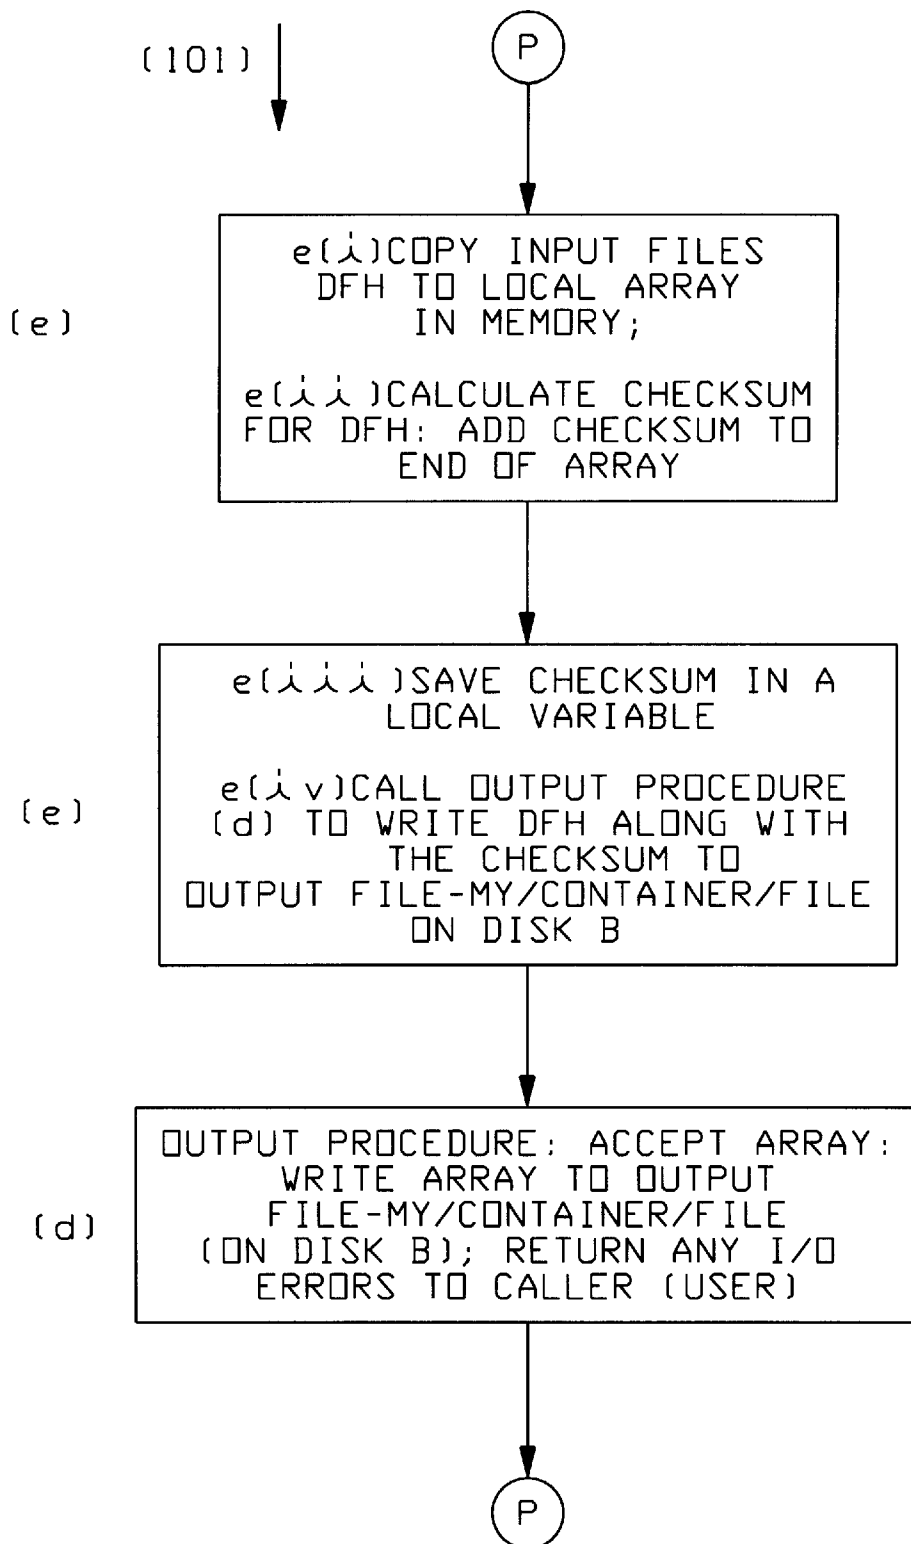 (101)
P
e(i)COPY INPUT FILES
DFH TO LOCAL ARRAY
IN MEMORY;
(e)
e(ii)CALCULATE CHECKSUM
FOR DFH: ADD CHECKSUM TO
END OF ARRAY
e(iii)SAVE CHECKSUM IN A
LOCAL VARIABLE
(e)
e(iv)CALL OUTPUT PROCEDURE
(d) TO WRITE DFH ALONG WITH
THE CHECKSUM TO
OUTPUT FILE-MY/CONTAINER/FILE
ON DISK B
OUTPUT PROCEDURE: ACCEPT ARRAY:
WRITE ARRAY TO OUTPUT
FILE-MY/CONTAINER/FILE
(d)
(ON DISK B); RETURN ANY I/O
ERRORS TO CALLER (USER)
P